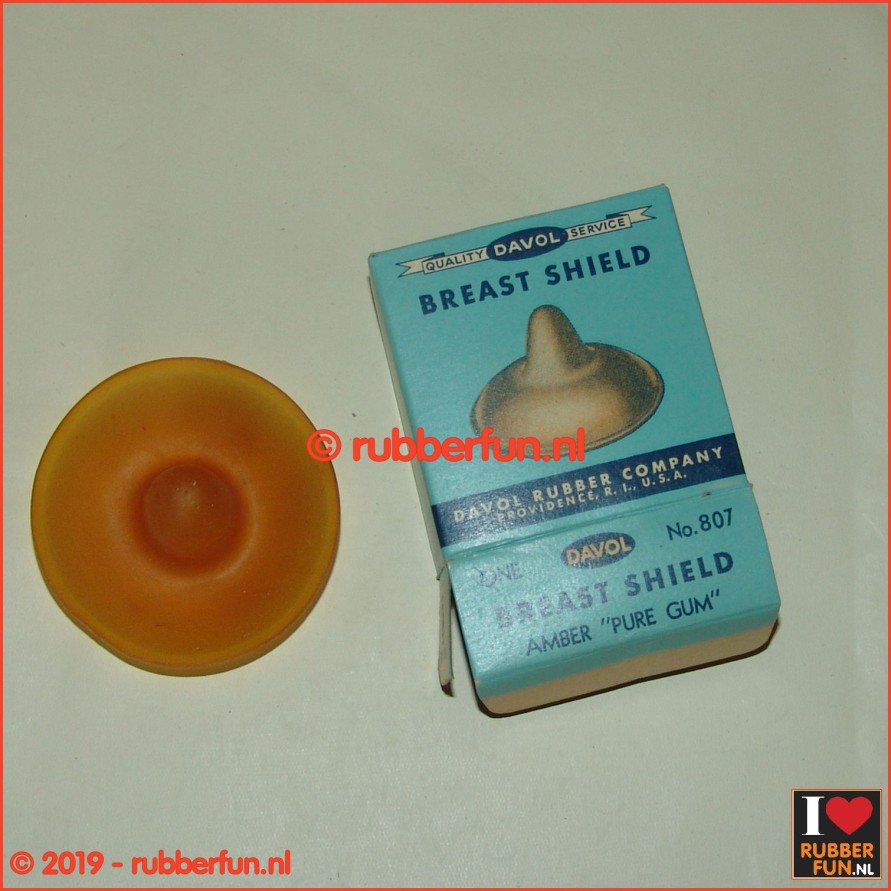 QUALITY DAVOL SERVICE
BREAST SHIELD
© rubberfun.nl
DAVOL RUBBER COMPANY
PROVIDENCE, R. I., U. S. A.
ONE DAVOL No. 807
BREAST SHIELD
AMBER "PURE GUM"
I
RUBBER
FUN.NL
© 2019 - rubberfun.nl